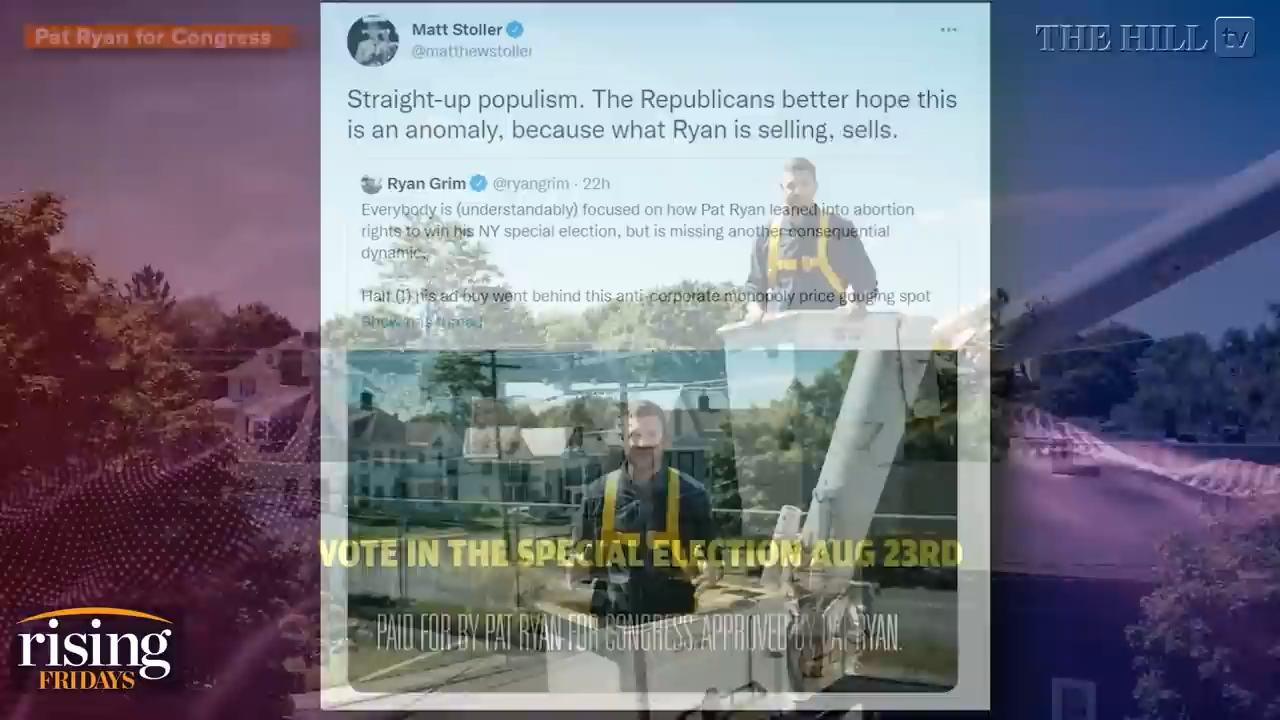 Pat Ryan for Congress
THE HILL tv
Matt Stoller
@matthewstoller
Straight-up populism. The Republicans better hope this
is an anomaly, because what Ryan is selling, sells.
Ryan Grim @ryangrim · 22h
Everybody is (understandably) focused on how Pat Ryan leaned into abortion
rights to win his NY special election, but is missing another consequential
dynamic.
Half (!) his ad buy went behind this anti-corporate monopoly price gouging spot
Show this thread
VOTE IN THE SPECIAL ELECTION AUG 23RD
PAID FOR BY PAT RYAN FOR CONGRESS. APPROVED BY PAT RYAN.
rising
FRIDAYS